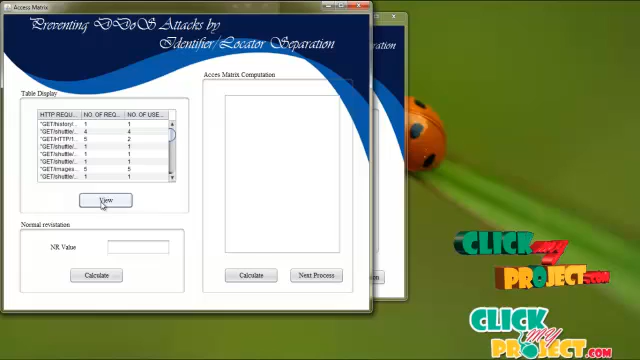 Access Matrix
Preventing DDoS Attacks by
Identifier/Locator Separation
Table Display
HTTP REQU... NO. OF REQ... NO. OF USE...
"GET/history/... 1 1
"GET/shuttle/... 4 4
"GET/HTTP/1... 5 2
"GET/shuttle/... 1 1
"GET/shuttle/... 1 1
"GET/shuttle/... 1 1
"GET/images... 5 5
"GET/shuttle/... 1 1
View
Normal revistation
NR Value
Calculate
Acces Matrix Computation
Calculate
Next Process
CLICK my
PROJECT.COM
CLICK
MY
PROJECT.COM